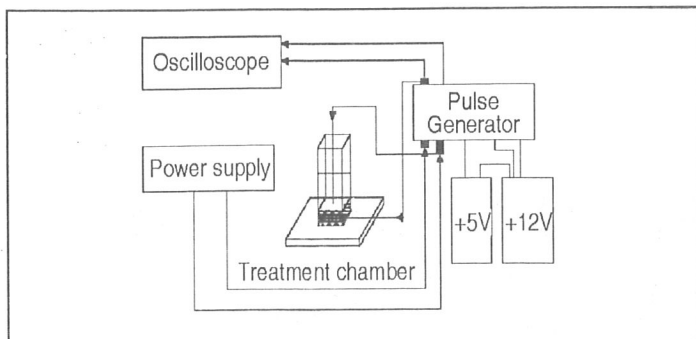 Oscilloscope
Pulse
Generator
Power supply
+5V
+12V
Treatment chamber